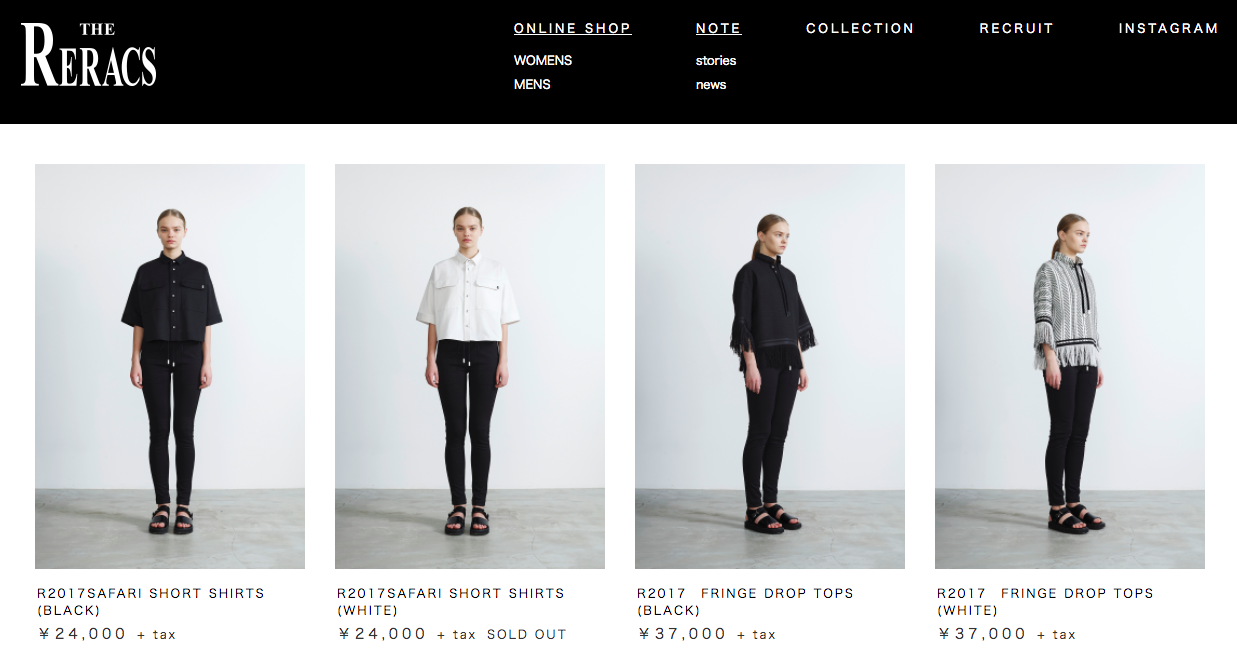 THE
RERACS
ONLINE SHOP
NOTE
COLLECTION
RECRUIT
INSTAGRAM
WOMENS
MENS
stories
news
R2017SAFARI SHORT SHIRTS
(BLACK)
¥24,000 + tax
R2017SAFARI SHORT SHIRTS
(WHITE)
¥24,000 + tax SOLD OUT
R2017 FRINGE DROP TOPS
(BLACK)
¥37,000 + tax
R2017 FRINGE DROP TOPS
(WHITE)
¥37,000 + tax